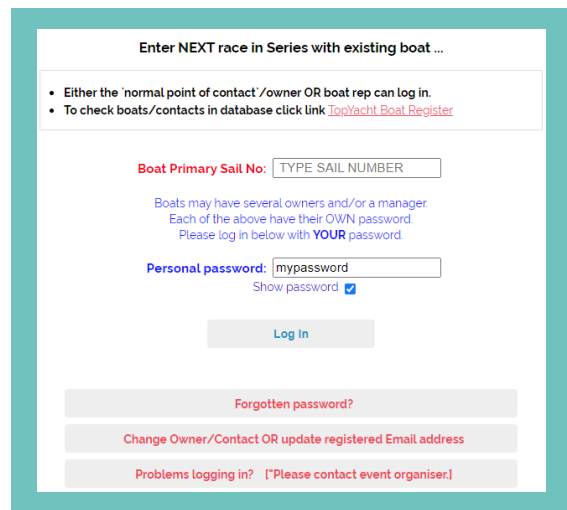 Enter NEXT race in Series with existing boat ...
Either the `normal point of contact`/owner OR boat rep can log in.
To check boats/contacts in database click link TopYacht Boat Register
Boat Primary Sail No: TYPE SAIL NUMBER
Boats may have several owners and/or a manager.
Each of the above have their OWN password.
Please log in below with YOUR password.
Personal password: mypassword
Show password
Log In
Forgotten password?
Change Owner/Contact OR update registered Email address
Problems logging in? ["Please contact event organiser.]